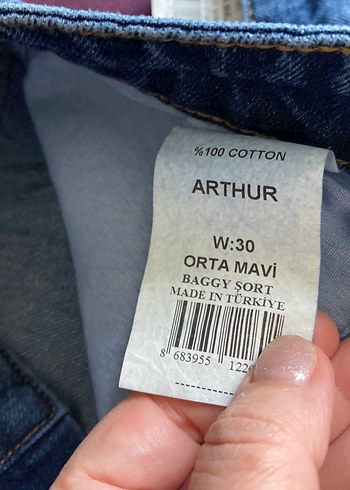 %100 COTTON
ARTHUR
W:30
ORTA MAVİ
BAGGY ŞORT
MADE IN TÜRKİYE
8 683955 122